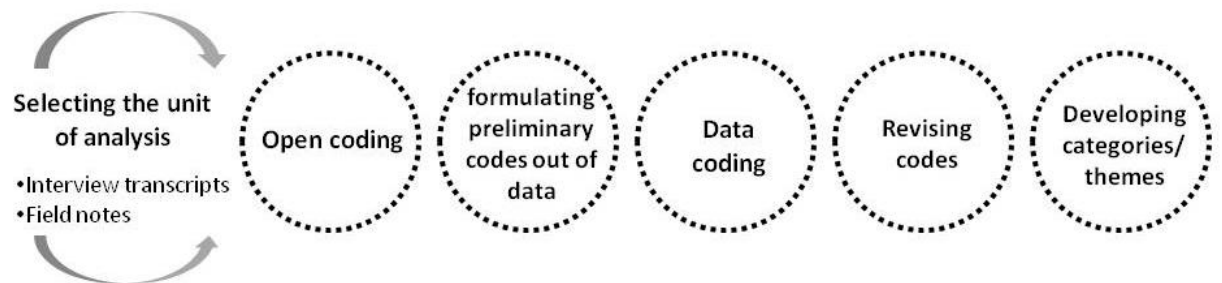 Selecting the unit
of analysis
•Interview transcripts
•Field notes
Open coding
formulating
preliminary
codes out of
data
Data
coding
Revising
codes
Developing
categories/
themes